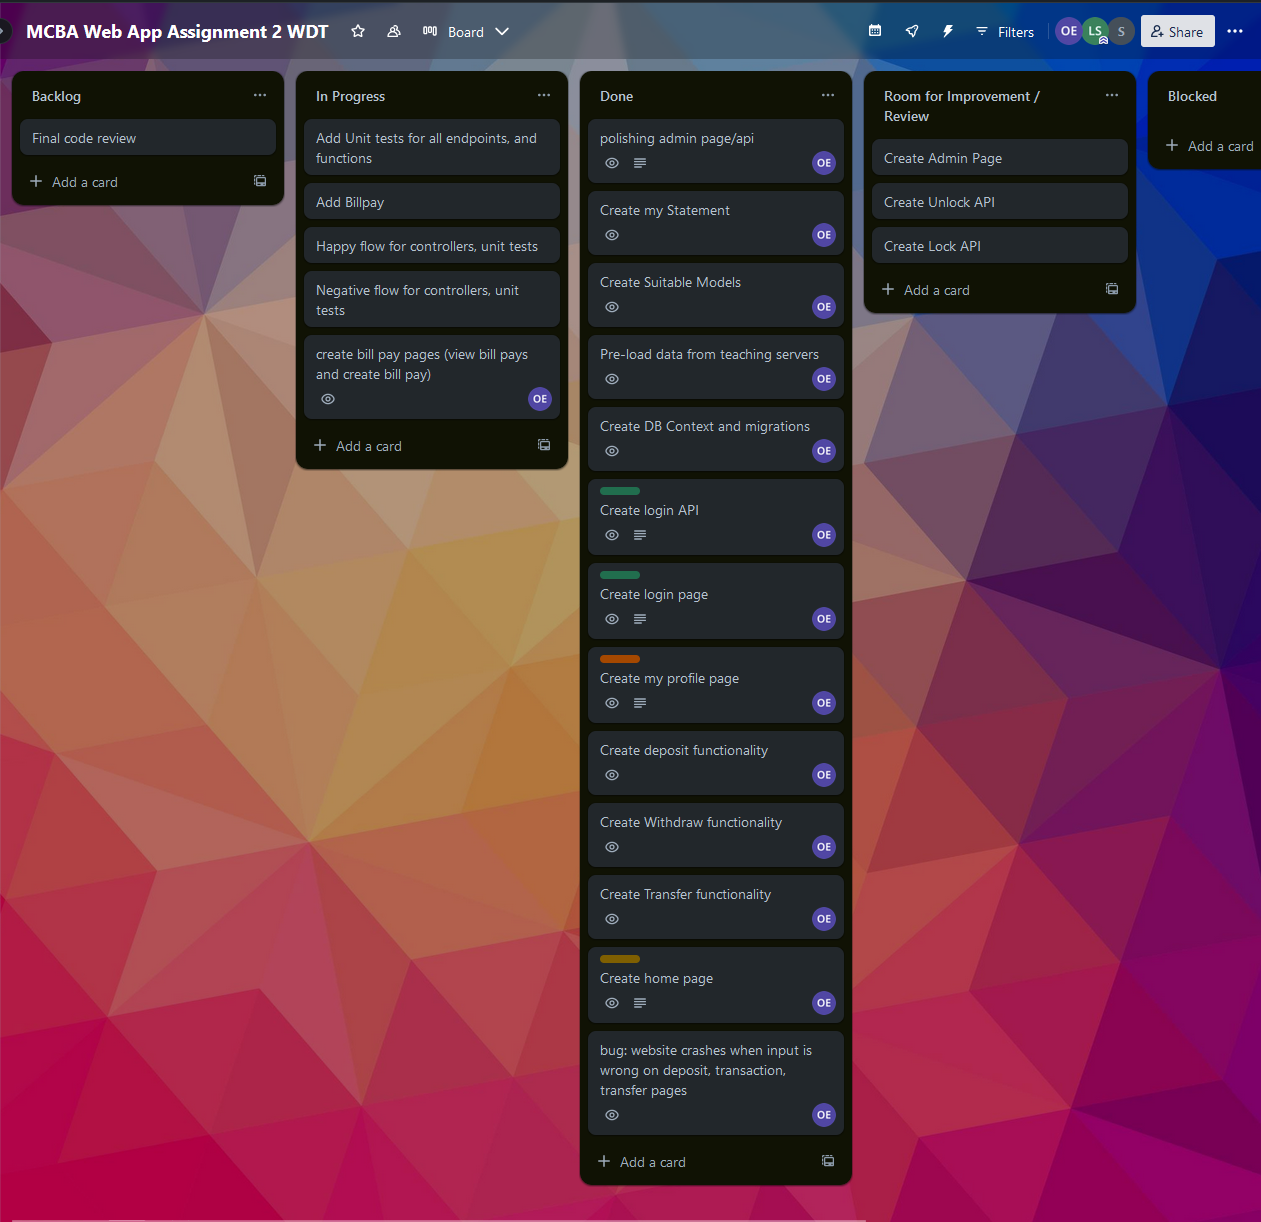 MCBA Web App Assignment 2 WDT
Board
Filters
OE
LS
S
Share
Backlog
Final code review
Add a card
In Progress
Add Unit tests for all endpoints, and
functions
Add Billpay
Happy flow for controllers, unit tests
Negative flow for controllers, unit
tests
create bill pay pages (view bill pays
and create bill pay)
OE
Add a card
Done
polishing admin page/api
OE
Create my Statement
OE
Create Suitable Models
OE
Pre-load data from teaching servers
OE
Create DB Context and migrations
OE
Create login API
OE
Create login page
OE
Create my profile page
OE
Create deposit functionality
OE
Create Withdraw functionality
OE
Create Transfer functionality
OE
Create home page
OE
bug: website crashes when input is
wrong on deposit, transaction,
transfer pages
OE
Add a card
Room for Improvement /
Review
Create Admin Page
Create Unlock API
Create Lock API
Add a card
Blocked
Add a card